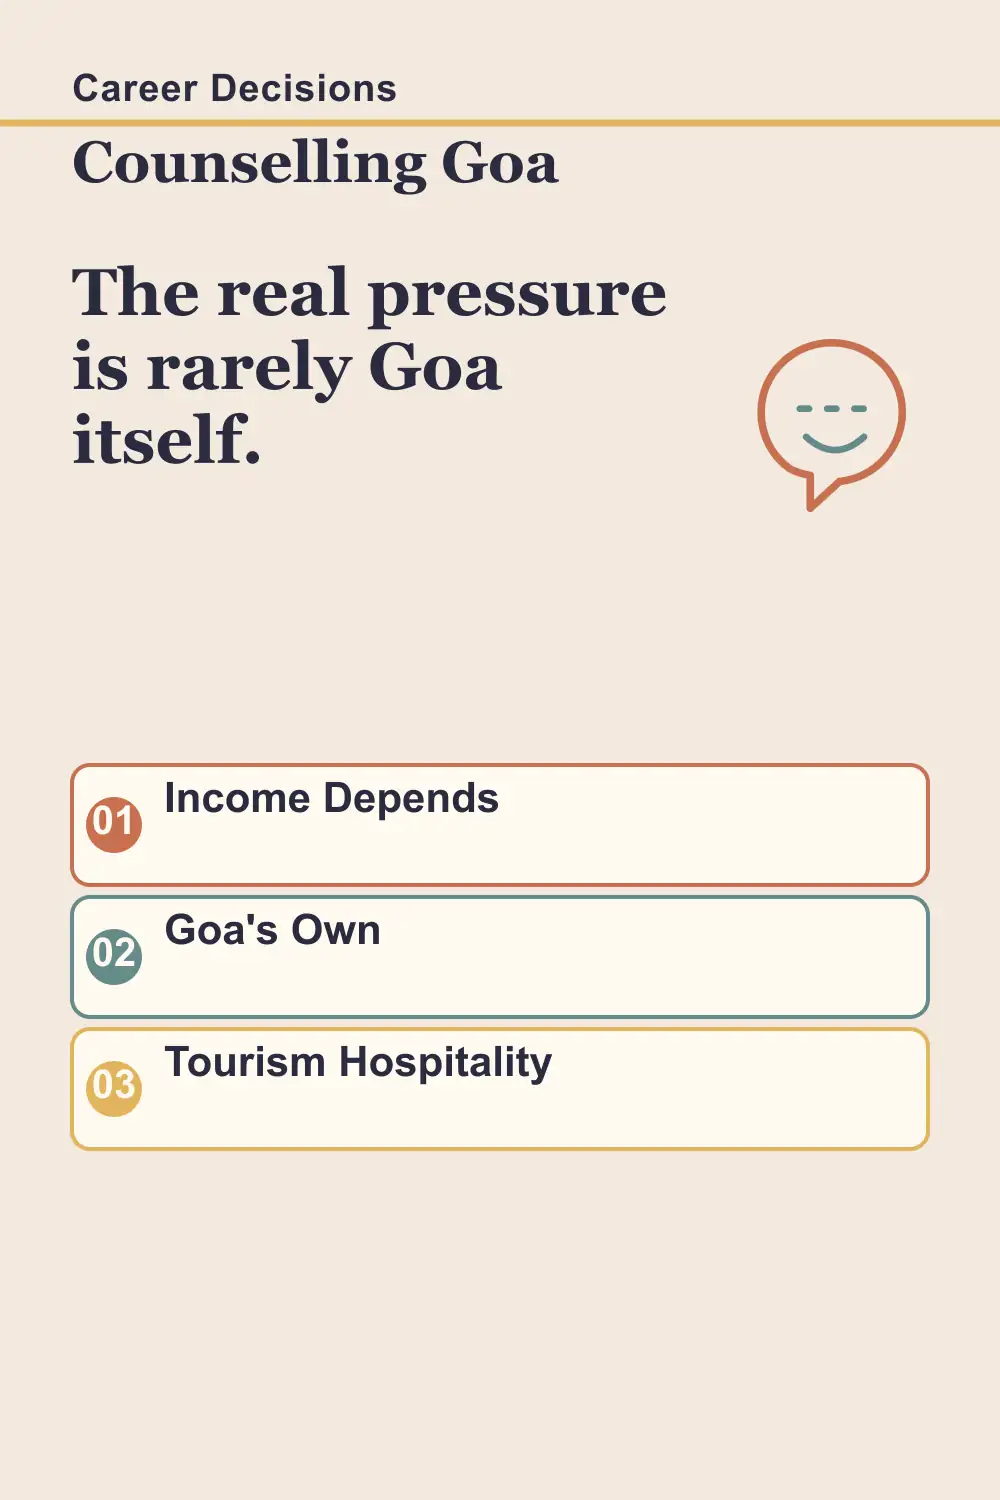 Career Decisions
Counselling Goa
The real pressure
is rarely Goa
itself.
01
Income Depends
02
Goa's Own
03
Tourism Hospitality